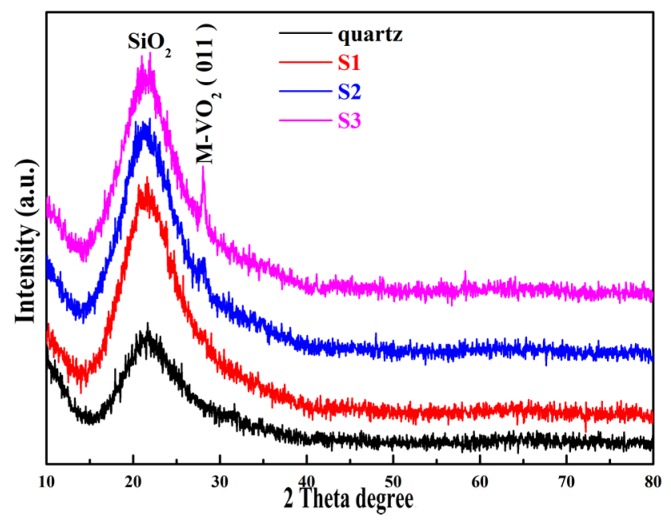 SiO2
M-VO2 ( 011 )
quartz
S1
S2
S3
Intensity (a.u.)
10 20 30 40 50 60 70 80
2 Theta degree